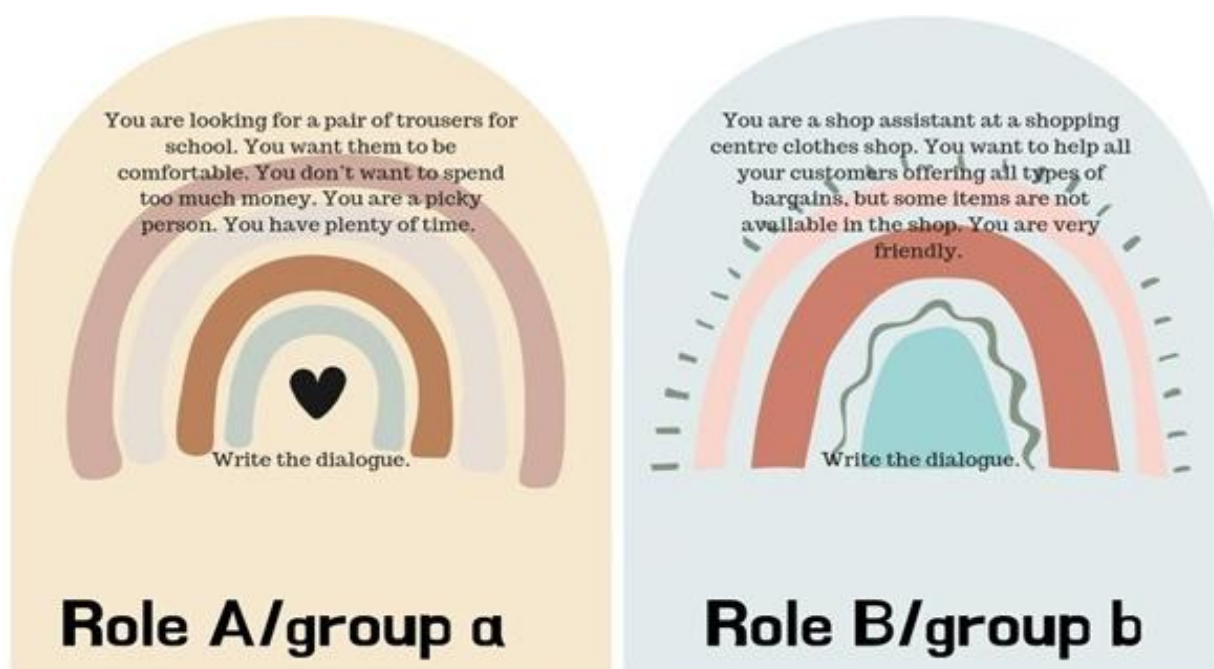 You are looking for a pair of trousers for
school. You want them to be
comfortable. You don't want to spend
too much money. You are a picky
person. You have plenty of time.
Write the dialogue.
Role A/group a
You are a shop assistant at a shopping
centre clothes shop. You want to help all
your customers offering all types of
bargains, but some items are not
available in the shop. You are very
friendly.
Write the dialogue.
Role B/group b